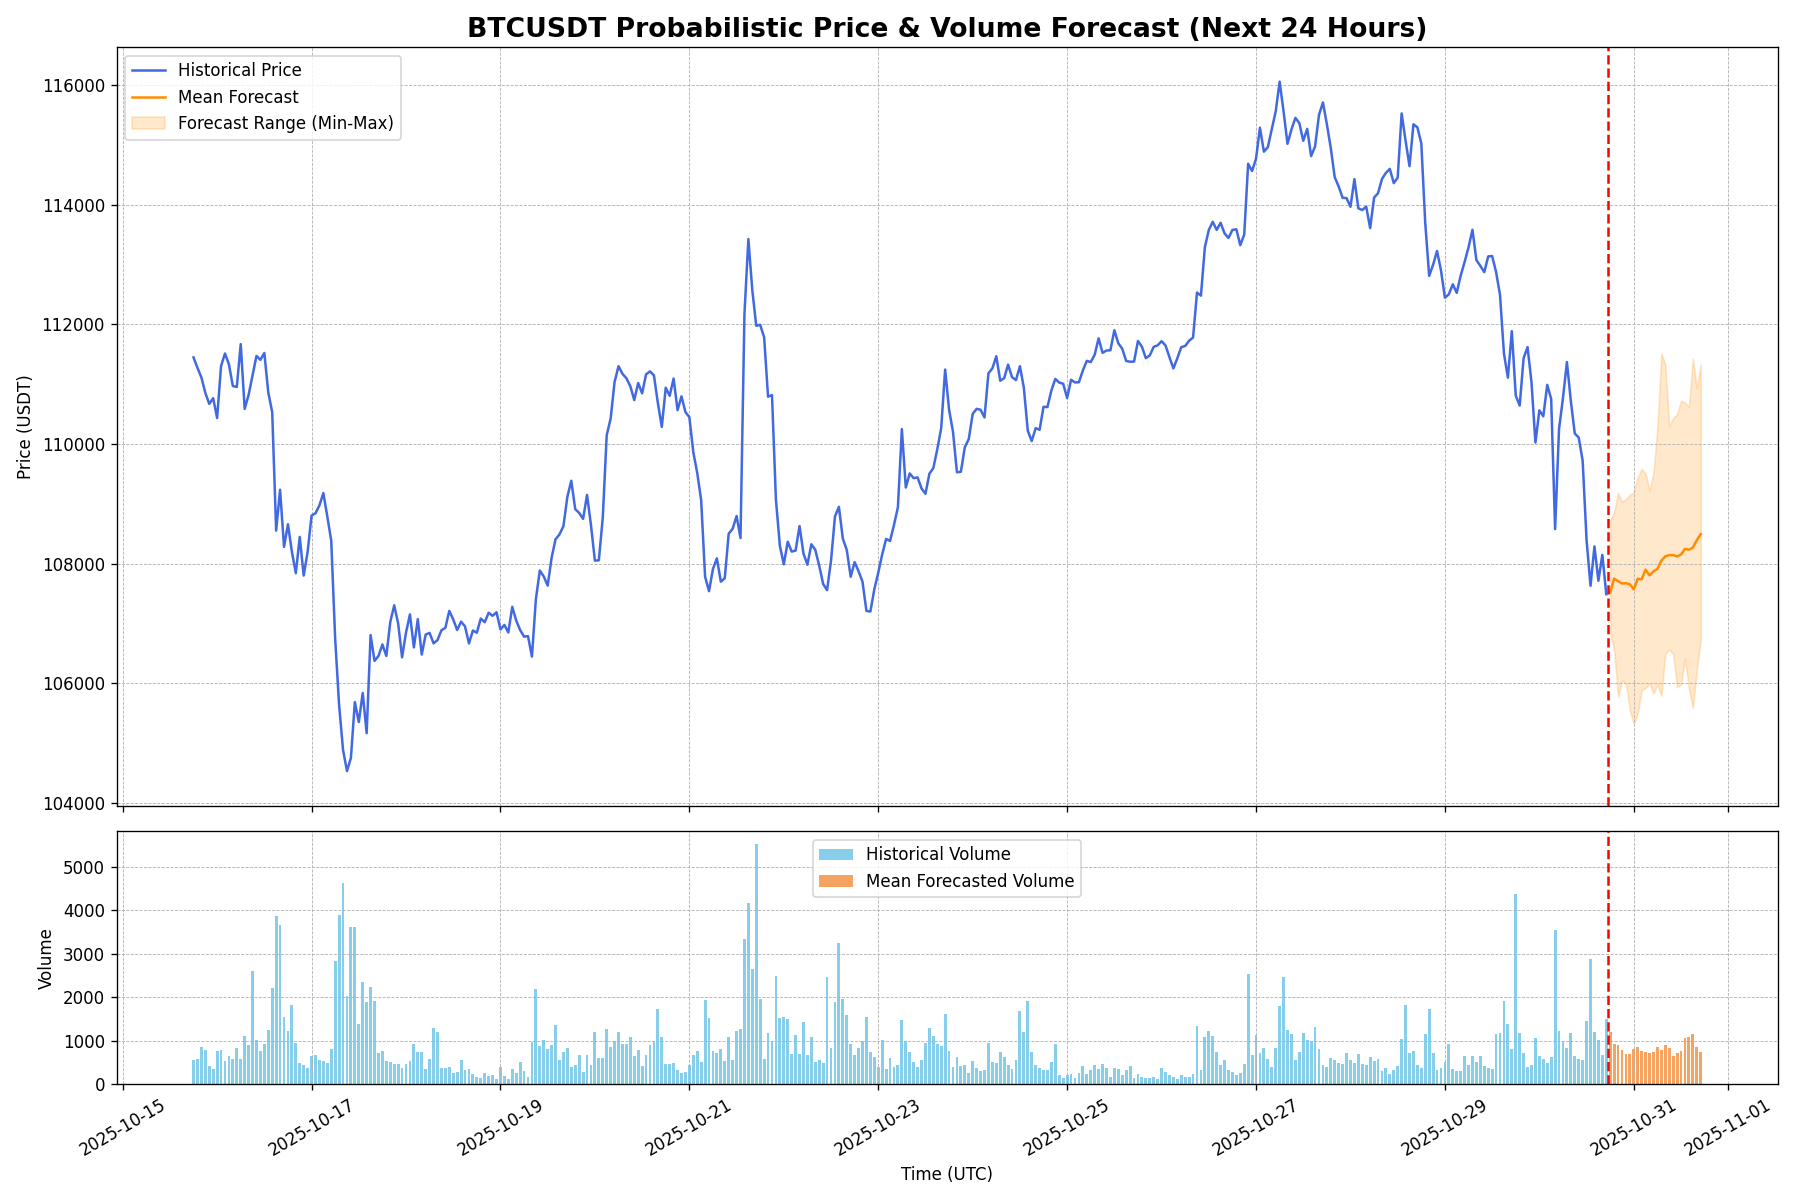 BTCUSDT Probabilistic Price & Volume Forecast (Next 24 Hours)
Historical Price
Mean Forecast
Forecast Range (Min-Max)
Price (USDT)
116000
114000
112000
110000
108000
106000
104000
Historical Volume
Mean Forecasted Volume
Volume
5000
4000
3000
2000
1000
0
2025-10-15
2025-10-17
2025-10-19
2025-10-21
2025-10-23
2025-10-25
2025-10-27
2025-10-29
2025-10-31
2025-11-01
Time (UTC)